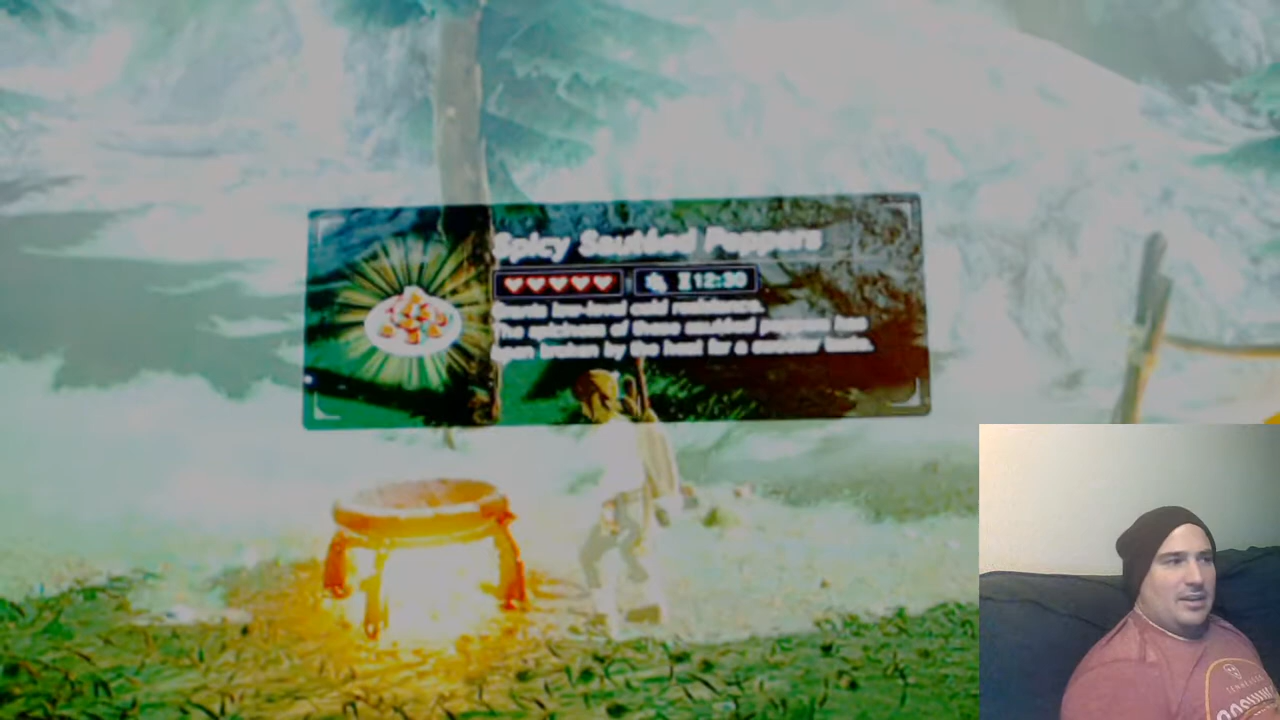 Spicy Sautéed Peppers
12:30
Grants low-level cold resistance.
The spiciness of these sautéed peppers has
been broken by the heat for a sweeter taste.